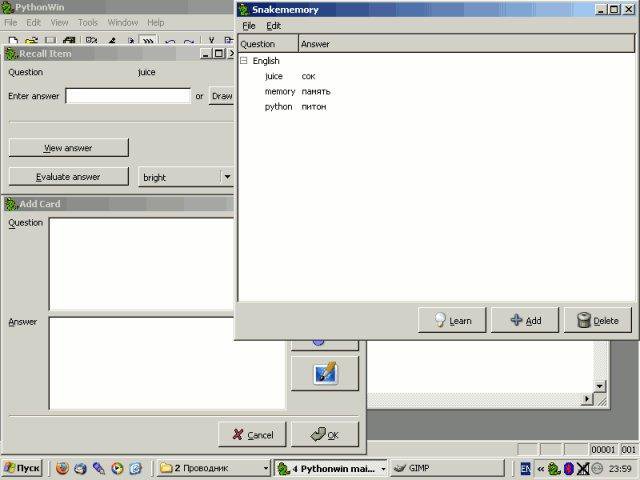 PythonWin
File Edit View Tools Window Help
Recall Item
Question juice
Enter answer or Draw
View answer
Evaluate answer bright
Add Card
Question
Answer
Cancel OK
Snakememory
File Edit
Question Answer
English
juice сок
memory память
python питон
Learn Add Delete
00001 001
Пуск 2 Проводник 4 Pythonwin mai... GIMP EN « 23:59